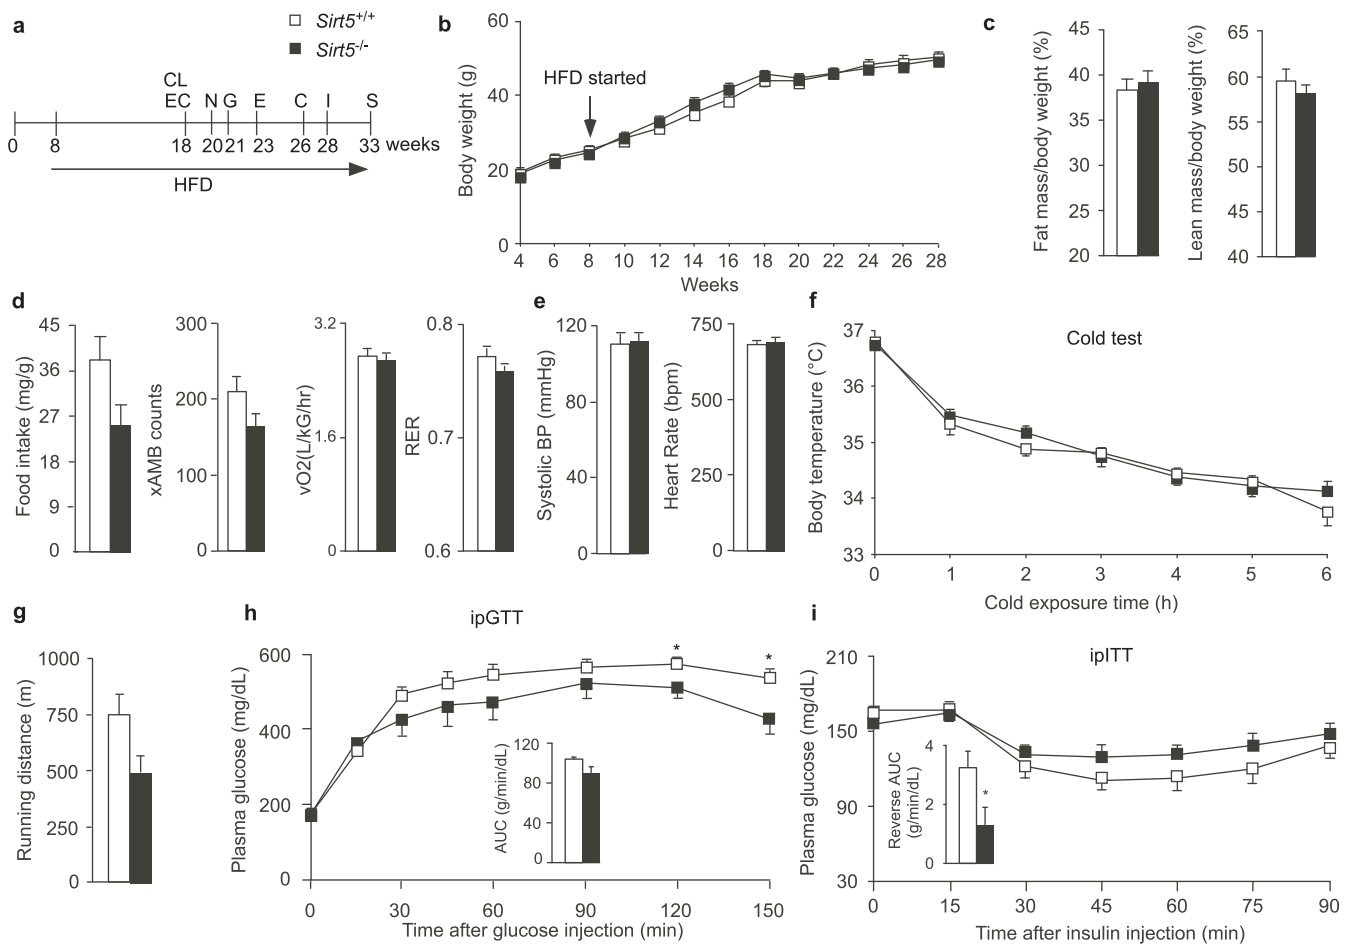 a
Sirt5+/+
Sirt5-/-
CL
EC N G E C I S
0 8 18 20 21 23 26 28 33 weeks
HFD
b
Body weight (g)
60
40
20
0
HFD started
4 6 8 10 12 14 16 18 20 22 24 26 28
Weeks
c
Fat mass/body weight (%)
45
40
35
30
25
20
Lean mass/body weight (%)
65
60
55
50
45
40
d
Food intake (mg/g)
45
36
27
18
9
0
xAMB counts
300
200
100
0
vO2(L/kG/hr)
3.2
1.6
0
RER
0.8
0.7
0.6
e
Systolic BP (mmHg)
120
80
40
0
Heart Rate (bpm)
750
500
250
0
f
Cold test
Body temperature (°C)
37
36
35
34
33
0 1 2 3 4 5 6
Cold exposure time (h)
g
Running distance (m)
1000
750
500
250
0
h
ipGTT
Plasma glucose (mg/dL)
600
400
200
0
* *
AUC (g/min/dL)
120
80
40
0
0 30 60 90 120 150
Time after glucose injection (min)
i
ipITT
Plasma glucose (mg/dL)
210
150
90
30
Reverse AUC
(g/min/dL)
4
2
0
*
0 15 30 45 60 75 90
Time after insulin injection (min)